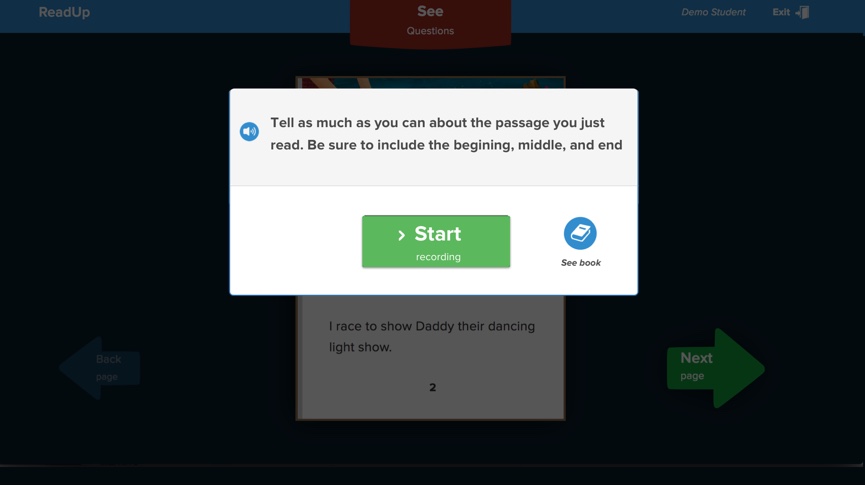 ReadUp
See
Questions
Demo Student
Exit
Tell as much as you can about the passage you just
read. Be sure to include the begining, middle, and end
› Start
recording
See book
I race to show Daddy their dancing
light show.
Back
page
Next
page
2